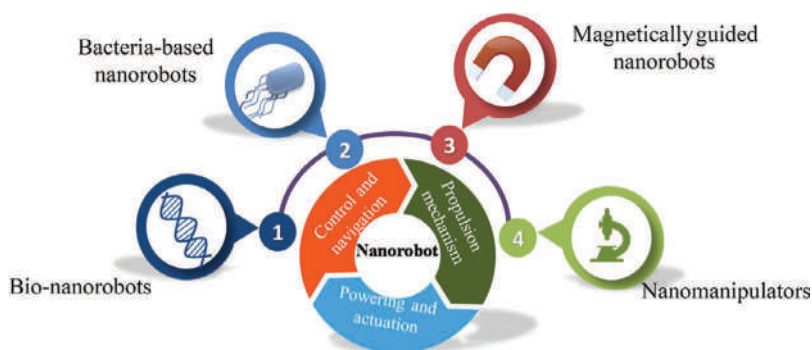 Bacteria-based
nanorobots
Magnetically guided
nanorobots
2
3
1
4
Control and
navigation
Propulsion
mechanism
Nanorobot
Powering and
actuation
Bio-nanorobots
Nanomanipulators